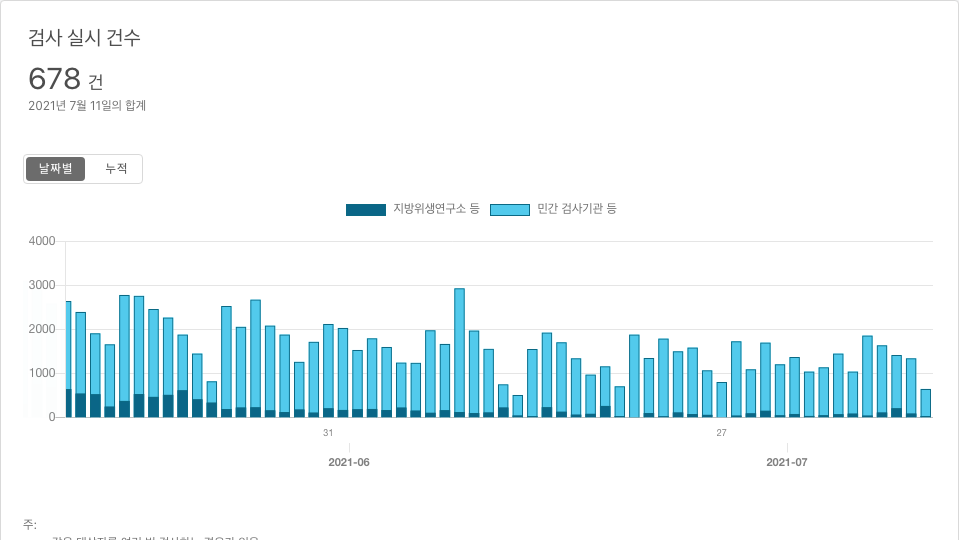 검사 실시 건수
678 건
2021년 7월 11일의 합계
날짜별 누적
지방위생연구소 등 민간 검사기관 등
4000
3000
2000
1000
0
31 27
2021-06 2021-07
주: